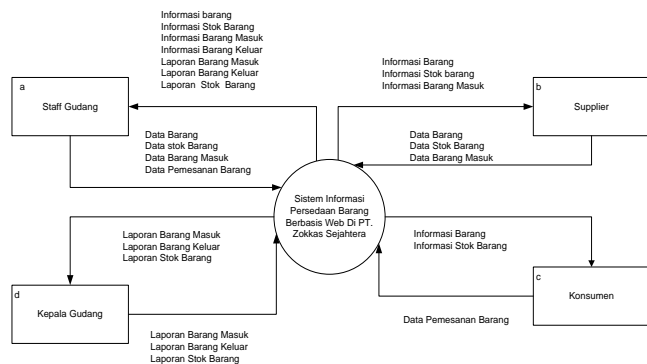 Informasi barang
Informasi Stok Barang
Informasi Barang Masuk
Informasi Barang Keluar
Laporan Barang Masuk
Laporan Barang Keluar
Laporan Stok Barang
Informasi Barang
Informasi Stok barang
Informasi Barang Masuk
a
Staff Gudang
b
Supplier
Data Barang
Data stok Barang
Data Barang Masuk
Data Pemesanan Barang
Data Barang
Data Stok Barang
Data Barang Masuk
Sistem Informasi
Persedaan Barang
Berbasis Web Di PT.
Zokkas Sejahtera
Laporan Barang Masuk
Laporan Barang Keluar
Laporan Stok Barang
Informasi Barang
Informasi Stok Barang
d
Kepala Gudang
c
Konsumen
Data Pemesanan Barang
Laporan Barang Masuk
Laporan Barang Keluar
Laporan Stok Barang